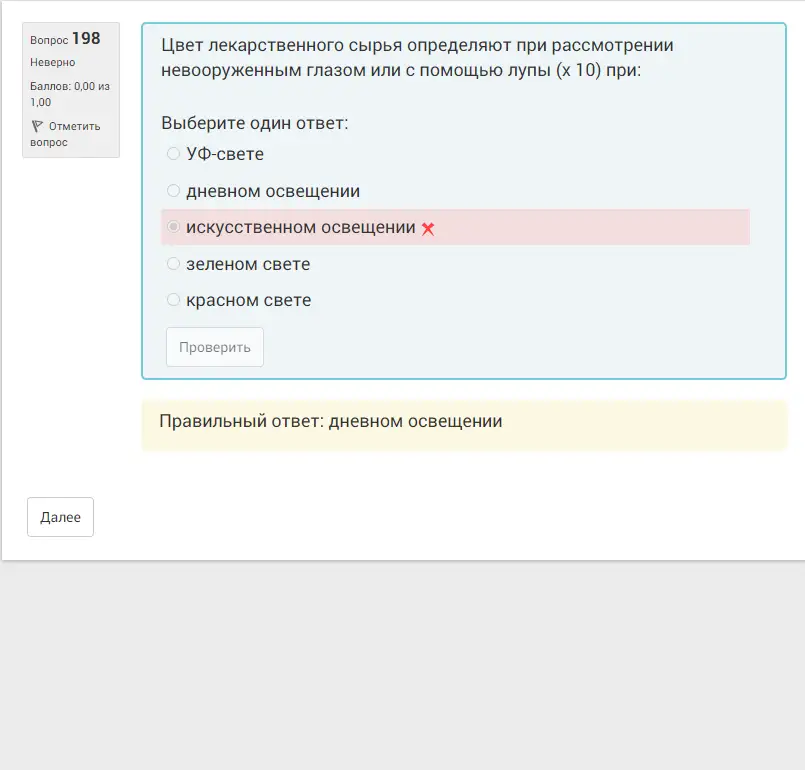 Вопрос 198
Неверно
Баллов: 0,00 из
1,00
Отметить
вопрос
Цвет лекарственного сырья определяют при рассмотрении
невооруженным глазом или с помощью лупы (x 10) при:
Выберите один ответ:
УФ-свете
дневном освещении
искусственном освещении
зеленом свете
красном свете
Проверить
Правильный ответ: дневном освещении
Далее